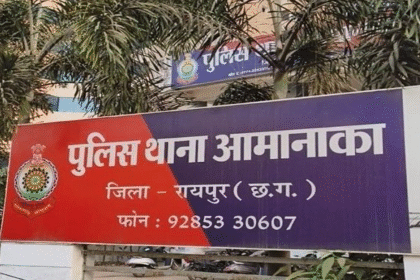 पुलिस
पुलिस थाना आमानाका
जिला - रायपुर ( छ.ग. )
फोन : 92853 30607